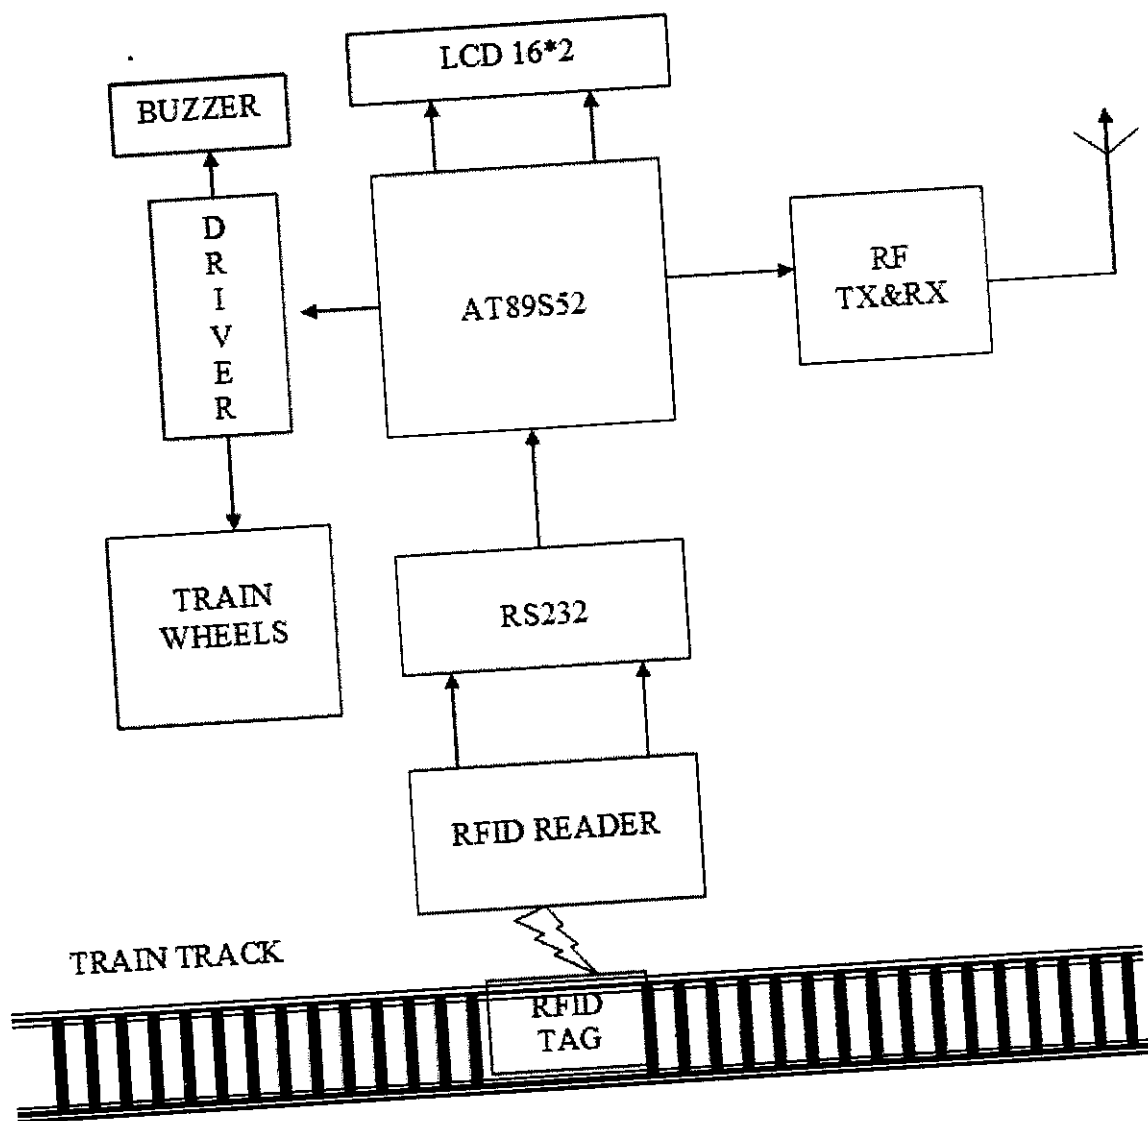 LCD 16*2
BUZZER
D
R
I
V
E
R
AT89S52
RF
TX&RX
TRAIN
WHEELS
RS232
RFID READER
TRAIN TRACK
RFID
TAG